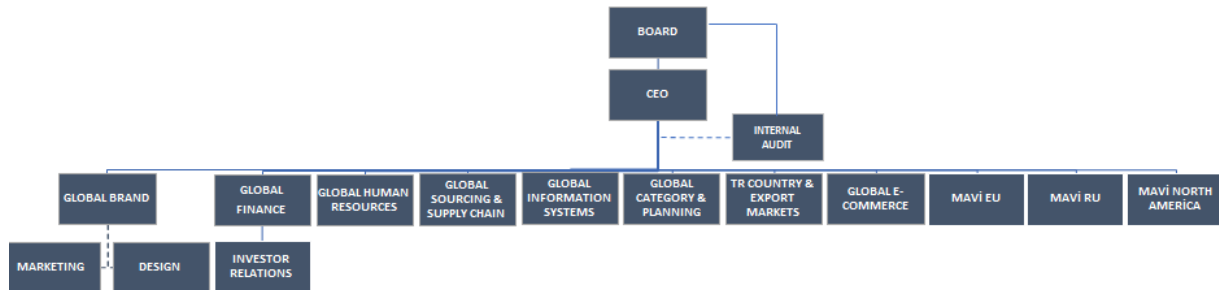 BOARD
CEO
INTERNAL
AUDIT
GLOBAL BRAND
GLOBAL
FINANCE
GLOBAL HUMAN
RESOURCES
GLOBAL
SOURCING &
SUPPLY CHAIN
GLOBAL
INFORMATION
SYSTEMS
GLOBAL
CATEGORY &
PLANNING
TR COUNTRY &
EXPORT
MARKETS
GLOBAL E-
COMMERCE
MAVİ EU
MAVİ RU
MAVİ NORTH
AMERİCA
MARKETING
DESIGN
INVESTOR
RELATIONS